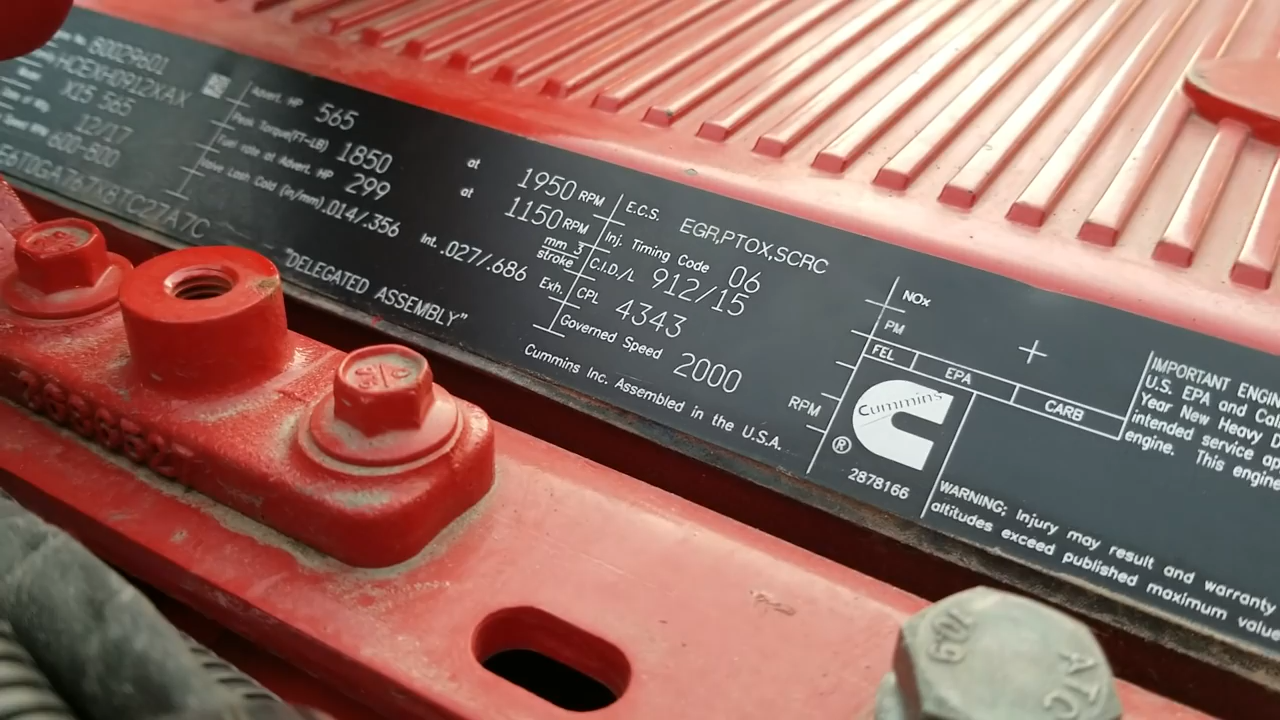 80029601
HCEXH0912XAX
X15 565
12/17
600-800
Advert. HP 565 at 1950 RPM
Peak Torque(FT-LB) 1850 at 1150 RPM
Fuel rate at Advert. HP 299 mm3 stroke
Valve Lash Cold (in/mm) .014/.356 Int. .027/.686 Exh.
"DELEGATED ASSEMBLY"
E.C.S. EGR,PTOX,SCRC
Inj. Timing Code 06
C.I.D./L 912/15
CPL 4343
Governed Speed 2000 RPM
Cummins Inc. Assembled in the U.S.A.
NOx
PM
FEL EPA CARB
Cummins
®
2878166
IMPORTANT ENGIN
U.S. EPA and Cal
Year New Heavy D
intended service ap
engine. This engine
WARNING; Injury may result and warranty
altitudes exceed published maximum value
ATC